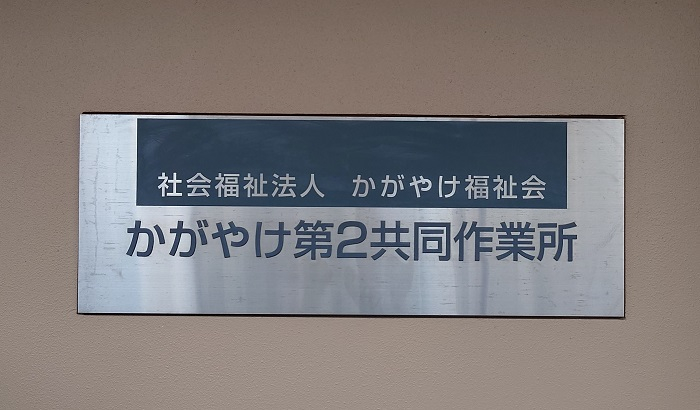 社会福祉法人　かがやけ福祉会
かがやけ第2共同作業所